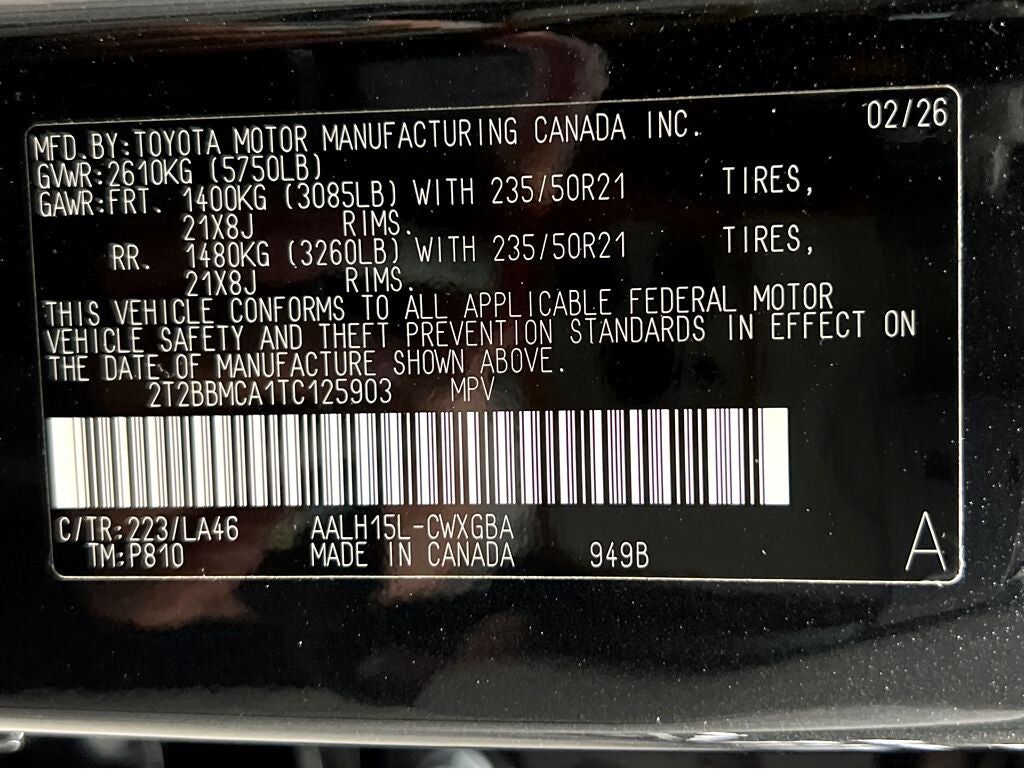 02/26
MFD.BY:TOYOTA MOTOR MANUFACTURING CANADA INC.
GVWR:2610KG (5750LB)
GAWR:FRT. 1400KG (3085LB) WITH 235/50R21 TIRES,
21X8J RIMS.
RR. 1480KG (3260LB) WITH 235/50R21 TIRES,
21X8J RIMS.
THIS VEHICLE CONFORMS TO ALL APPLICABLE FEDERAL MOTOR
VEHICLE SAFETY AND THEFT PREVENTION STANDARDS IN EFFECT ON
THE DATE OF MANUFACTURE SHOWN ABOVE.
2T2BBMCA1TC125903 MPV
C/TR:223/LA46 AALH15L-CWXGBA
TM:P810 MADE IN CANADA 949B A